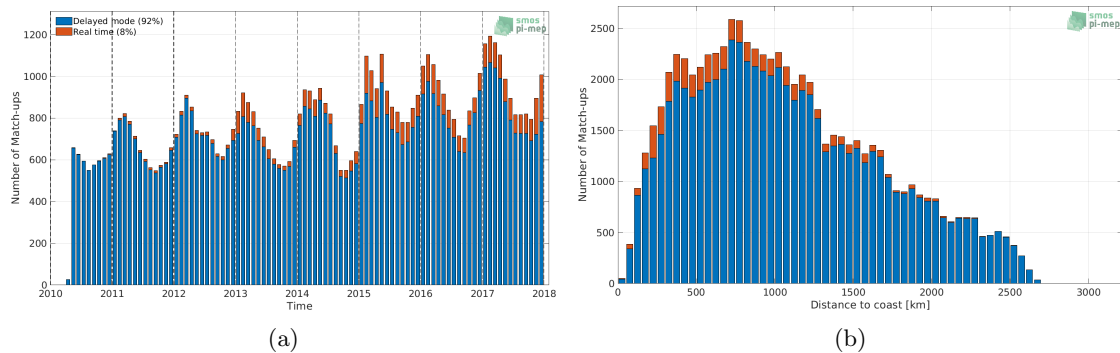 Delayed mode (92%)
Real time (8%)
smos
pi-mep
Number of Match-ups
1200
1000
800
600
400
200
0
2010 2011 2012 2013 2014 2015 2016 2017 2018
Time
(a)
smos
pi-mep
Number of Match-ups
2500
2000
1500
1000
500
0
0 500 1000 1500 2000 2500 3000
Distance to coast [km]
(b)